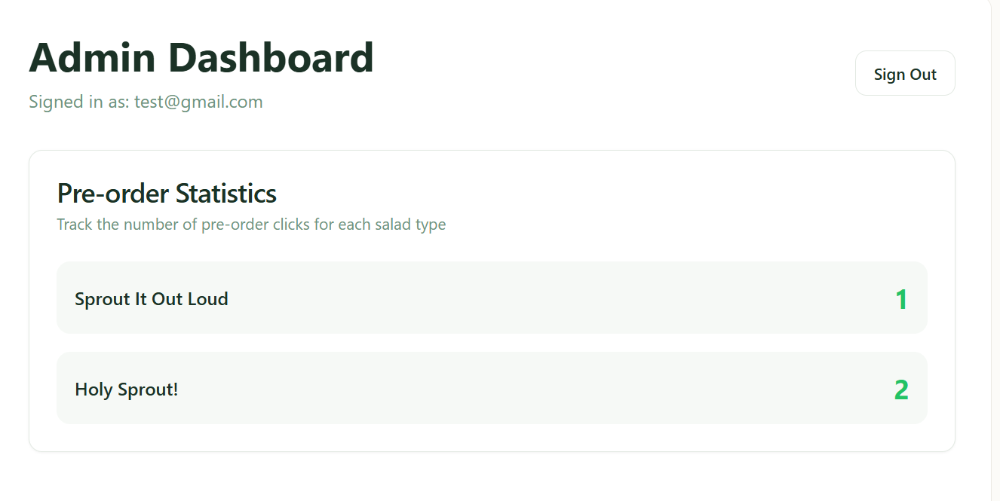 Admin Dashboard
Sign Out
Signed in as: test@gmail.com
Pre-order Statistics
Track the number of pre-order clicks for each salad type
Sprout It Out Loud 1
Holy Sprout! 2